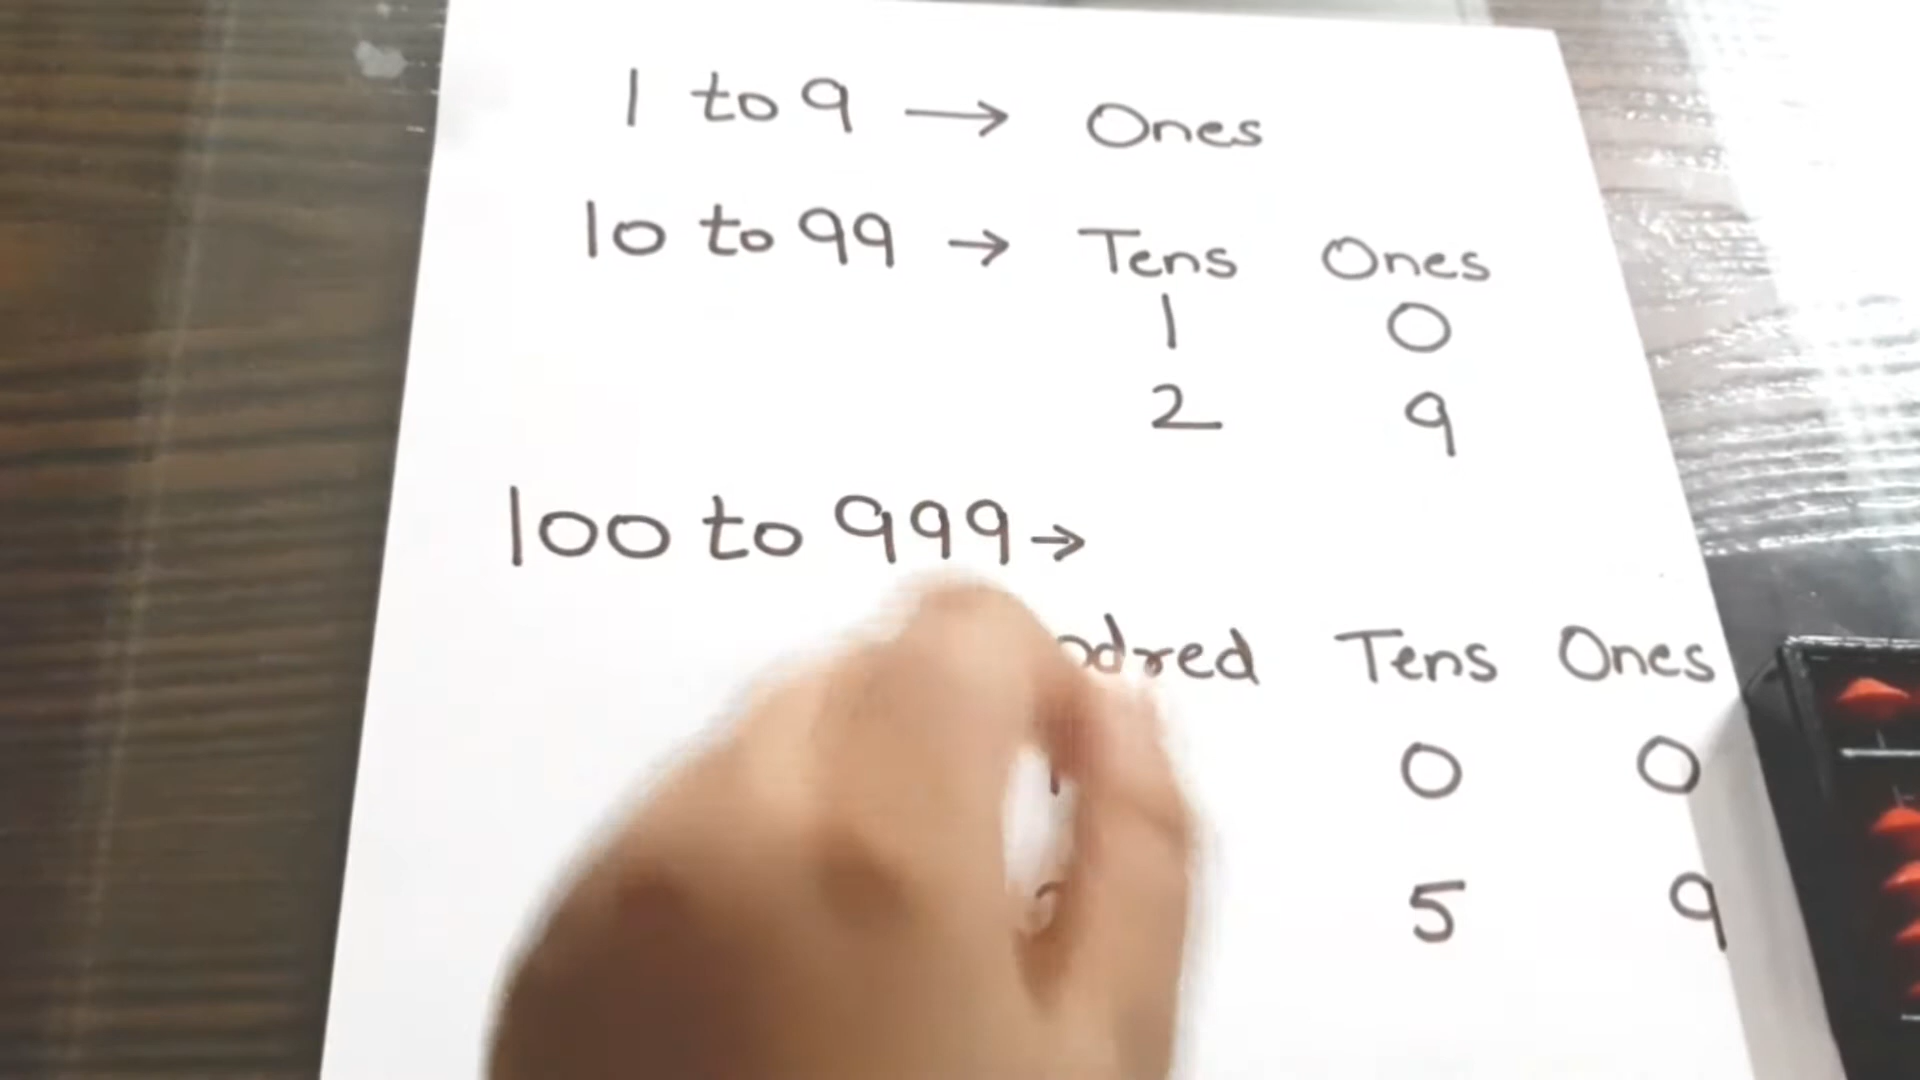 1 to 9 → Ones
10 to 99 → Tens Ones
1 0
2 9
100 to 999 →
Tens Ones
0 0
5 9